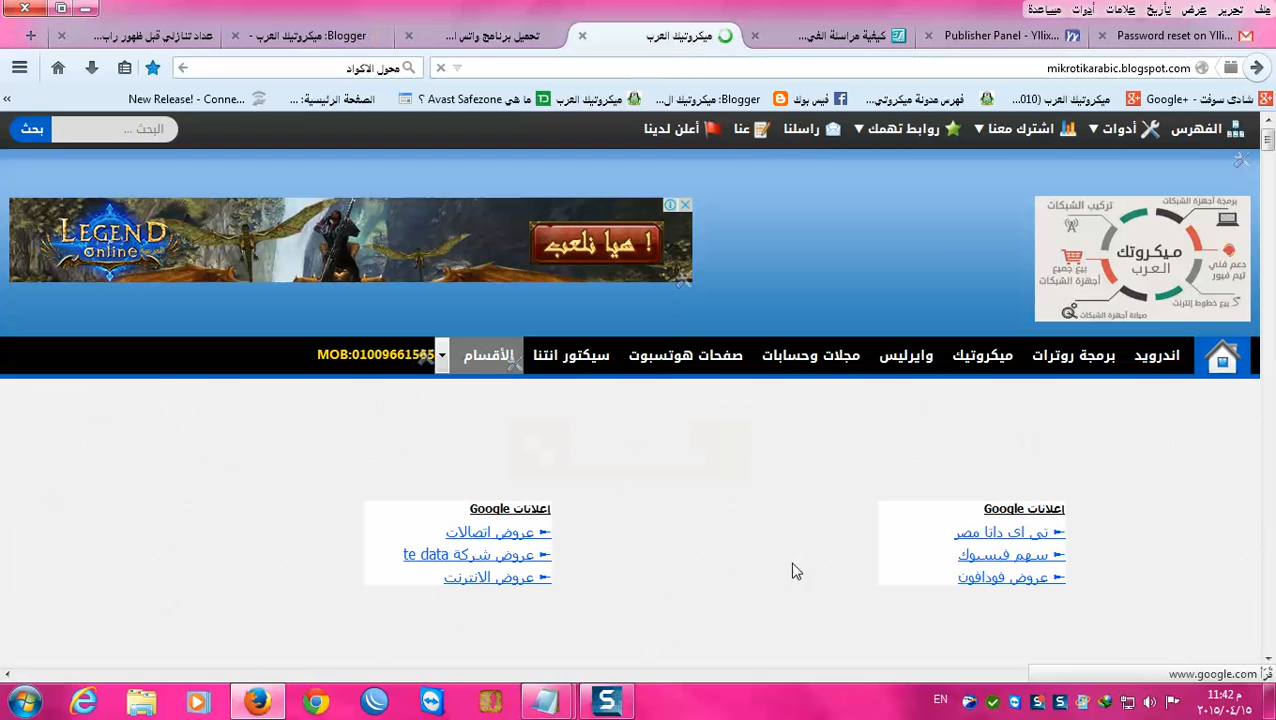 ملف تحرير عرض تأريخ علامات أدوات مساعدة
Password reset on Yllix...
Publisher Panel - Yllix...
كيفية مراسلة الفي...
ميكروتيك العرب
تحميل برنامج واتس ا...
Blogger: ميكروتيك العرب - ...
عداد تنازلي قبل ظهور راب...
mikrotikarabic.blogspot.com
محول الاكواد
شادى سوفت - Google+
ميكروتيك العرب (010...
فهرس مدونة ميكروتي...
فيس بوك
Blogger: ميكروتيك ال...
ميكروتيك العرب
ما هي Avast Safezone ؟
الصفحة الرئيسية: ...
New Release! - Conne...
الفهرس
أدوات
اشترك معنا
روابط تهمك
راسلنا
عنا
أعلن لدينا
البحث ...
بحث
LEGEND
online
هيا نلعب !
برمجة أجهزة الشبكات
تركيب الشبكات
ميكروتك
العرب
دعم فني
تيم فيور
بيع جميع
أجهزة الشبكات
بيع خطوط إنترنت
صيانة أجهزة الشبكات
اندرويد
برمجة روترات
ميكروتيك
وايرليس
مجلات وحسابات
صفحات هوتسبوت
سيكتور انتنا
الأقسام
MOB:01009661565
إعلانات Google
تي اى داتا مصر
سهم فيسبوك
عروض فودافون
إعلانات Google
عروض اتصالات
عروض شركة te data
عروض الانترنت
www.google.com
EN
11:42 م
٢٠١٥/٠٤/١٥